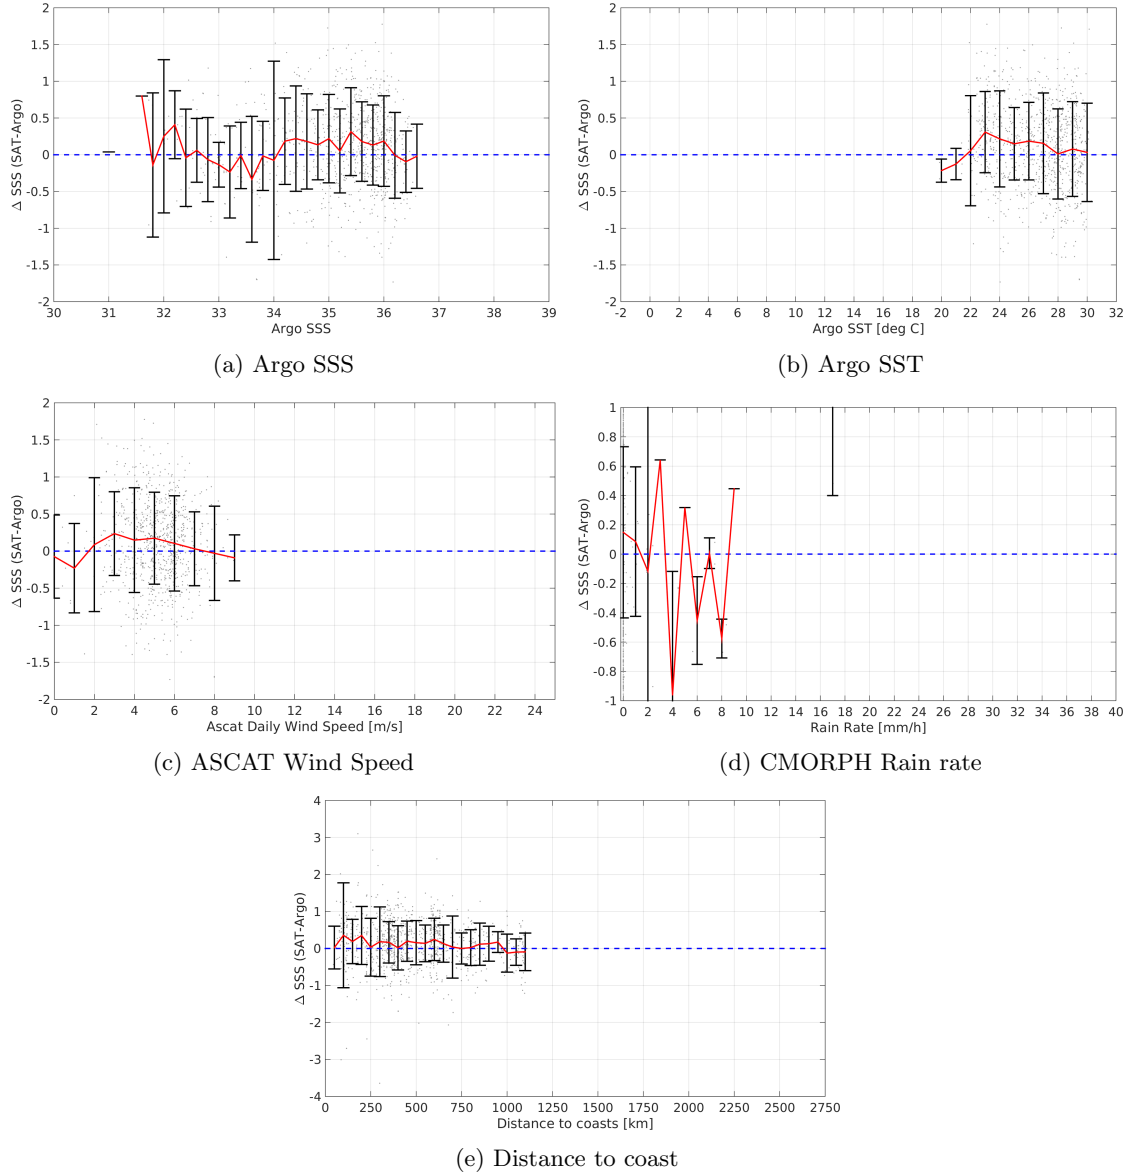 2
1.5
1
0.5
0
-0.5
-1
-1.5
-2
Δ SSS (SAT-Argo)
30 31 32 33 34 35 36 37 38 39
Argo SSS
(a) Argo SSS
2
1.5
1
0.5
0
-0.5
-1
-1.5
-2
Δ SSS (SAT-Argo)
-2 0 2 4 6 8 10 12 14 16 18 20 22 24 26 28 30 32
Argo SST [deg C]
(b) Argo SST
2
1.5
1
0.5
0
-0.5
-1
-1.5
-2
Δ SSS (SAT-Argo)
0 2 4 6 8 10 12 14 16 18 20 22 24
Ascat Daily Wind Speed [m/s]
(c) ASCAT Wind Speed
1
0.8
0.6
0.4
0.2
0
-0.2
-0.4
-0.6
-0.8
-1
Δ SSS (SAT-Argo)
0 2 4 6 8 10 12 14 16 18 20 22 24 26 28 30 32 34 36 38 40
Rain Rate [mm/h]
(d) CMORPH Rain rate
4
3
2
1
0
-1
-2
-3
-4
Δ SSS (SAT-Argo)
0 250 500 750 1000 1250 1500 1750 2000 2250 2500 2750
Distance to coasts [km]
(e) Distance to coast